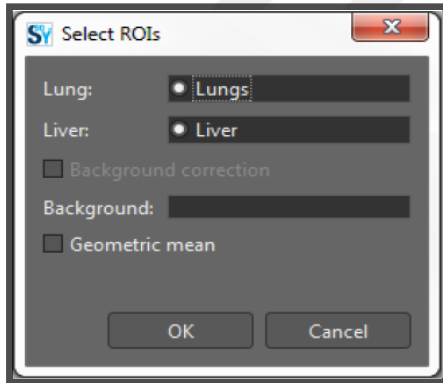 SY Select ROIs
Lung: Lungs
Liver: Liver
Background correction
Background:
Geometric mean
OK Cancel